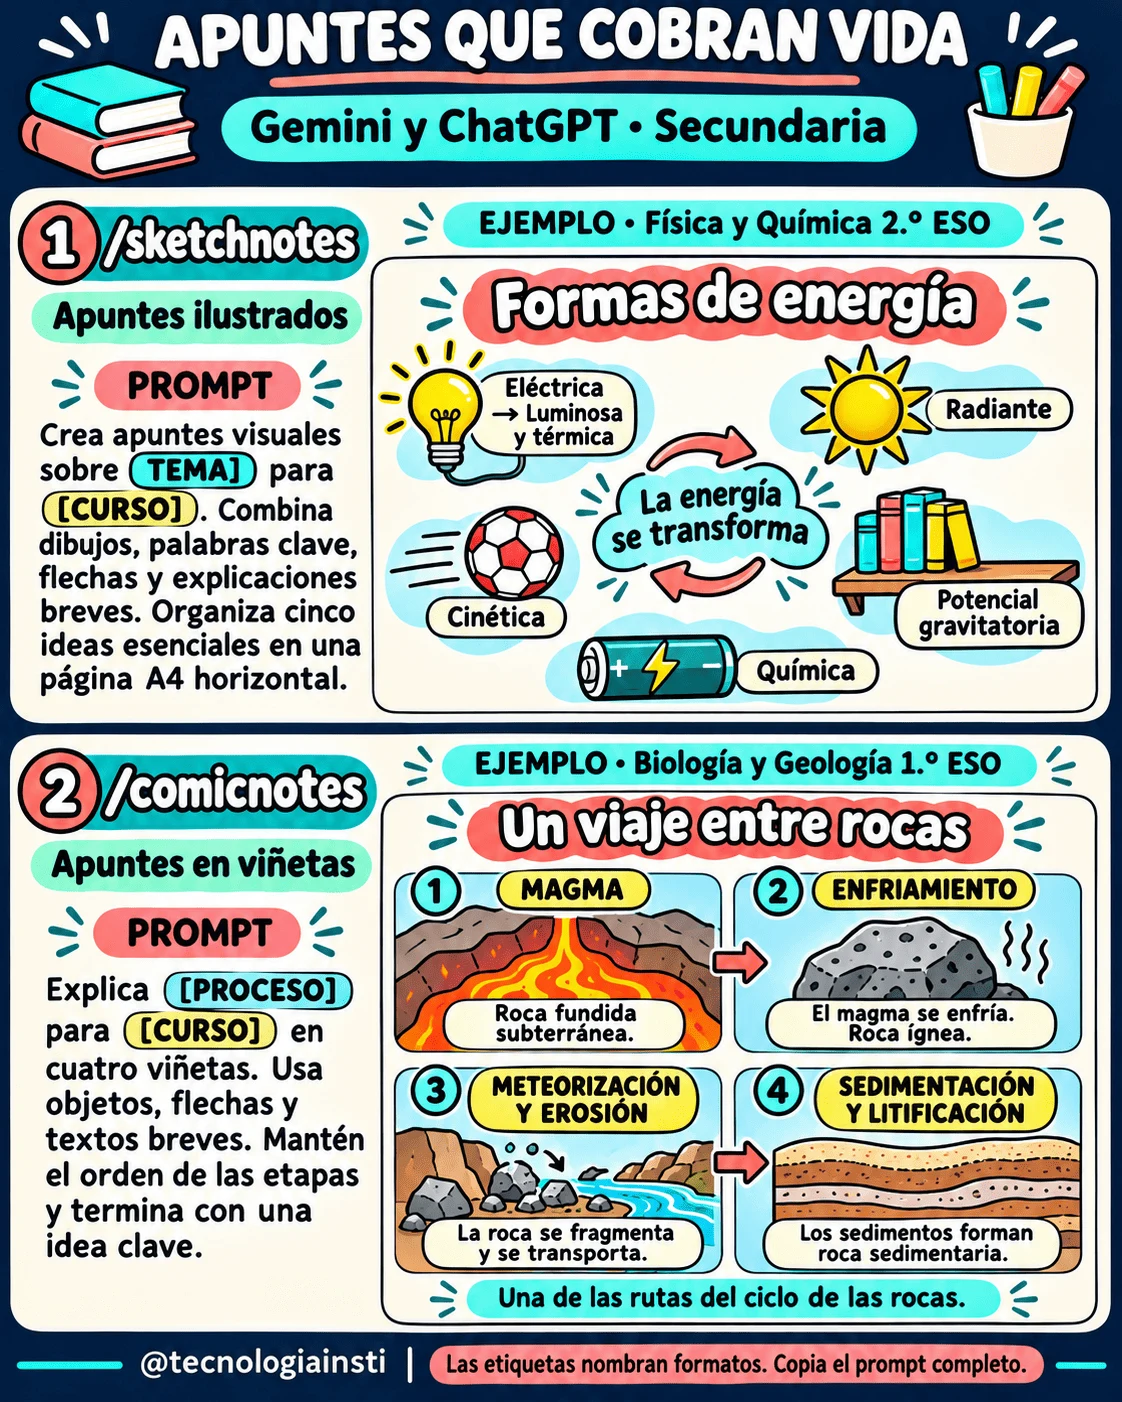 APUNTES QUE COBRAN VIDA
Gemini y ChatGPT • Secundaria
1 /sketchnotes
Apuntes ilustrados
PROMPT
Crea apuntes visuales
sobre TEMA] para
[CURSO]. Combina
dibujos, palabras clave,
flechas y explicaciones
breves. Organiza cinco
ideas esenciales en una
página A4 horizontal.
EJEMPLO • Física y Química 2.º ESO
Formas de energía
Eléctrica
→ Luminosa
y térmica
Radiante
La energía
se transforma
Cinética
Potencial
gravitatoria
+ −
Química
2 /comicnotes
Apuntes en viñetas
PROMPT
Explica [PROCESO]
para [CURSO] en
cuatro viñetas. Usa
objetos, flechas y
textos breves. Mantén
el orden de las etapas
y termina con una
idea clave.
EJEMPLO • Biología y Geología 1.º ESO
Un viaje entre rocas
1 MAGMA
Roca fundida
subterránea.
2 ENFRIAMIENTO
El magma se enfría.
Roca ígnea.
3 METEORIZACIÓN
Y EROSIÓN
La roca se fragmenta
y se transporta.
4 SEDIMENTACIÓN
Y LITIFICACIÓN
Los sedimentos forman
roca sedimentaria.
Una de las rutas del ciclo de las rocas.
@tecnologiainsti | Las etiquetas nombran formatos. Copia el prompt completo.